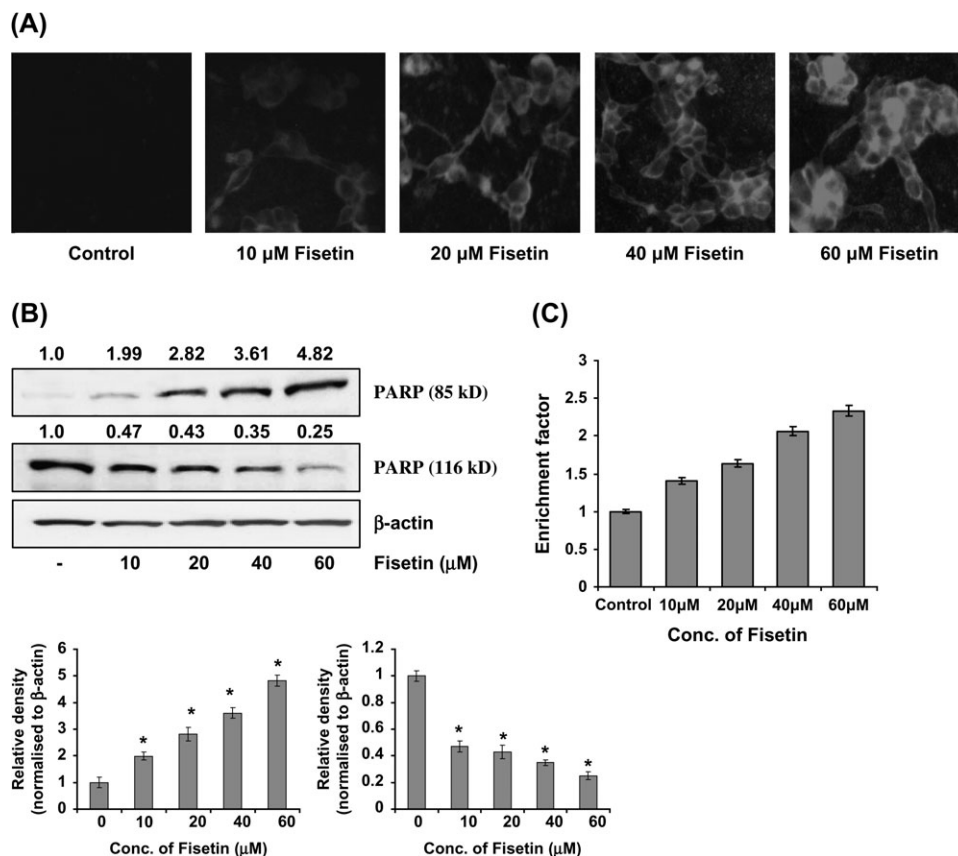 (A)
Control 10 µM Fisetin 20 µM Fisetin 40 µM Fisetin 60 µM Fisetin
(B)
1.0 1.99 2.82 3.61 4.82
PARP (85 kD)
1.0 0.47 0.43 0.35 0.25
PARP (116 kD)
β-actin
- 10 20 40 60 Fisetin (µM)
(C)
Enrichment factor
3
2.5
2
1.5
1
0.5
0
Control 10µM 20µM 40µM 60µM
Conc. of Fisetin
Relative density
(normalised to β-actin)
6
5
4
3
2
1
0
* * * *
0 10 20 40 60
Conc. of Fisetin (µM)
Relative density
(normalised to β-actin)
1.2
1
0.8
0.6
0.4
0.2
0
* * * *
0 10 20 40 60
Conc. of Fisetin (µM)